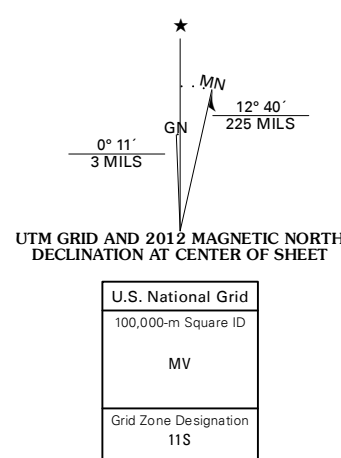 ★
MN
GN
12° 40´
225 MILS
0° 11´
3 MILS
UTM GRID AND 2012 MAGNETIC NORTH
DECLINATION AT CENTER OF SHEET
U.S. National Grid
100,000-m Square ID
MV
Grid Zone Designation
11S